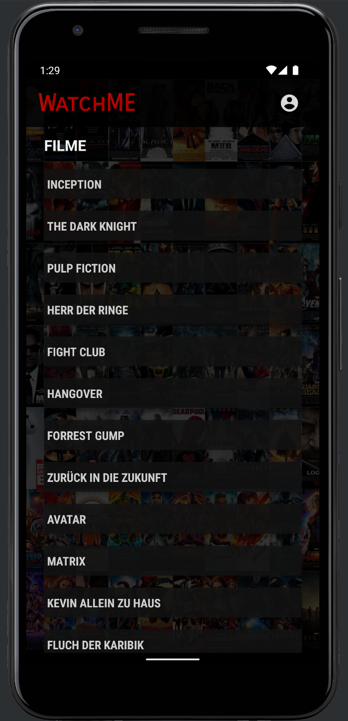 1:29
WATCHME
FILME
INCEPTION
THE DARK KNIGHT
PULP FICTION
HERR DER RINGE
FIGHT CLUB
HANGOVER
FORREST GUMP
ZURÜCK IN DIE ZUKUNFT
AVATAR
MATRIX
KEVIN ALLEIN ZU HAUS
FLUCH DER KARIBIK